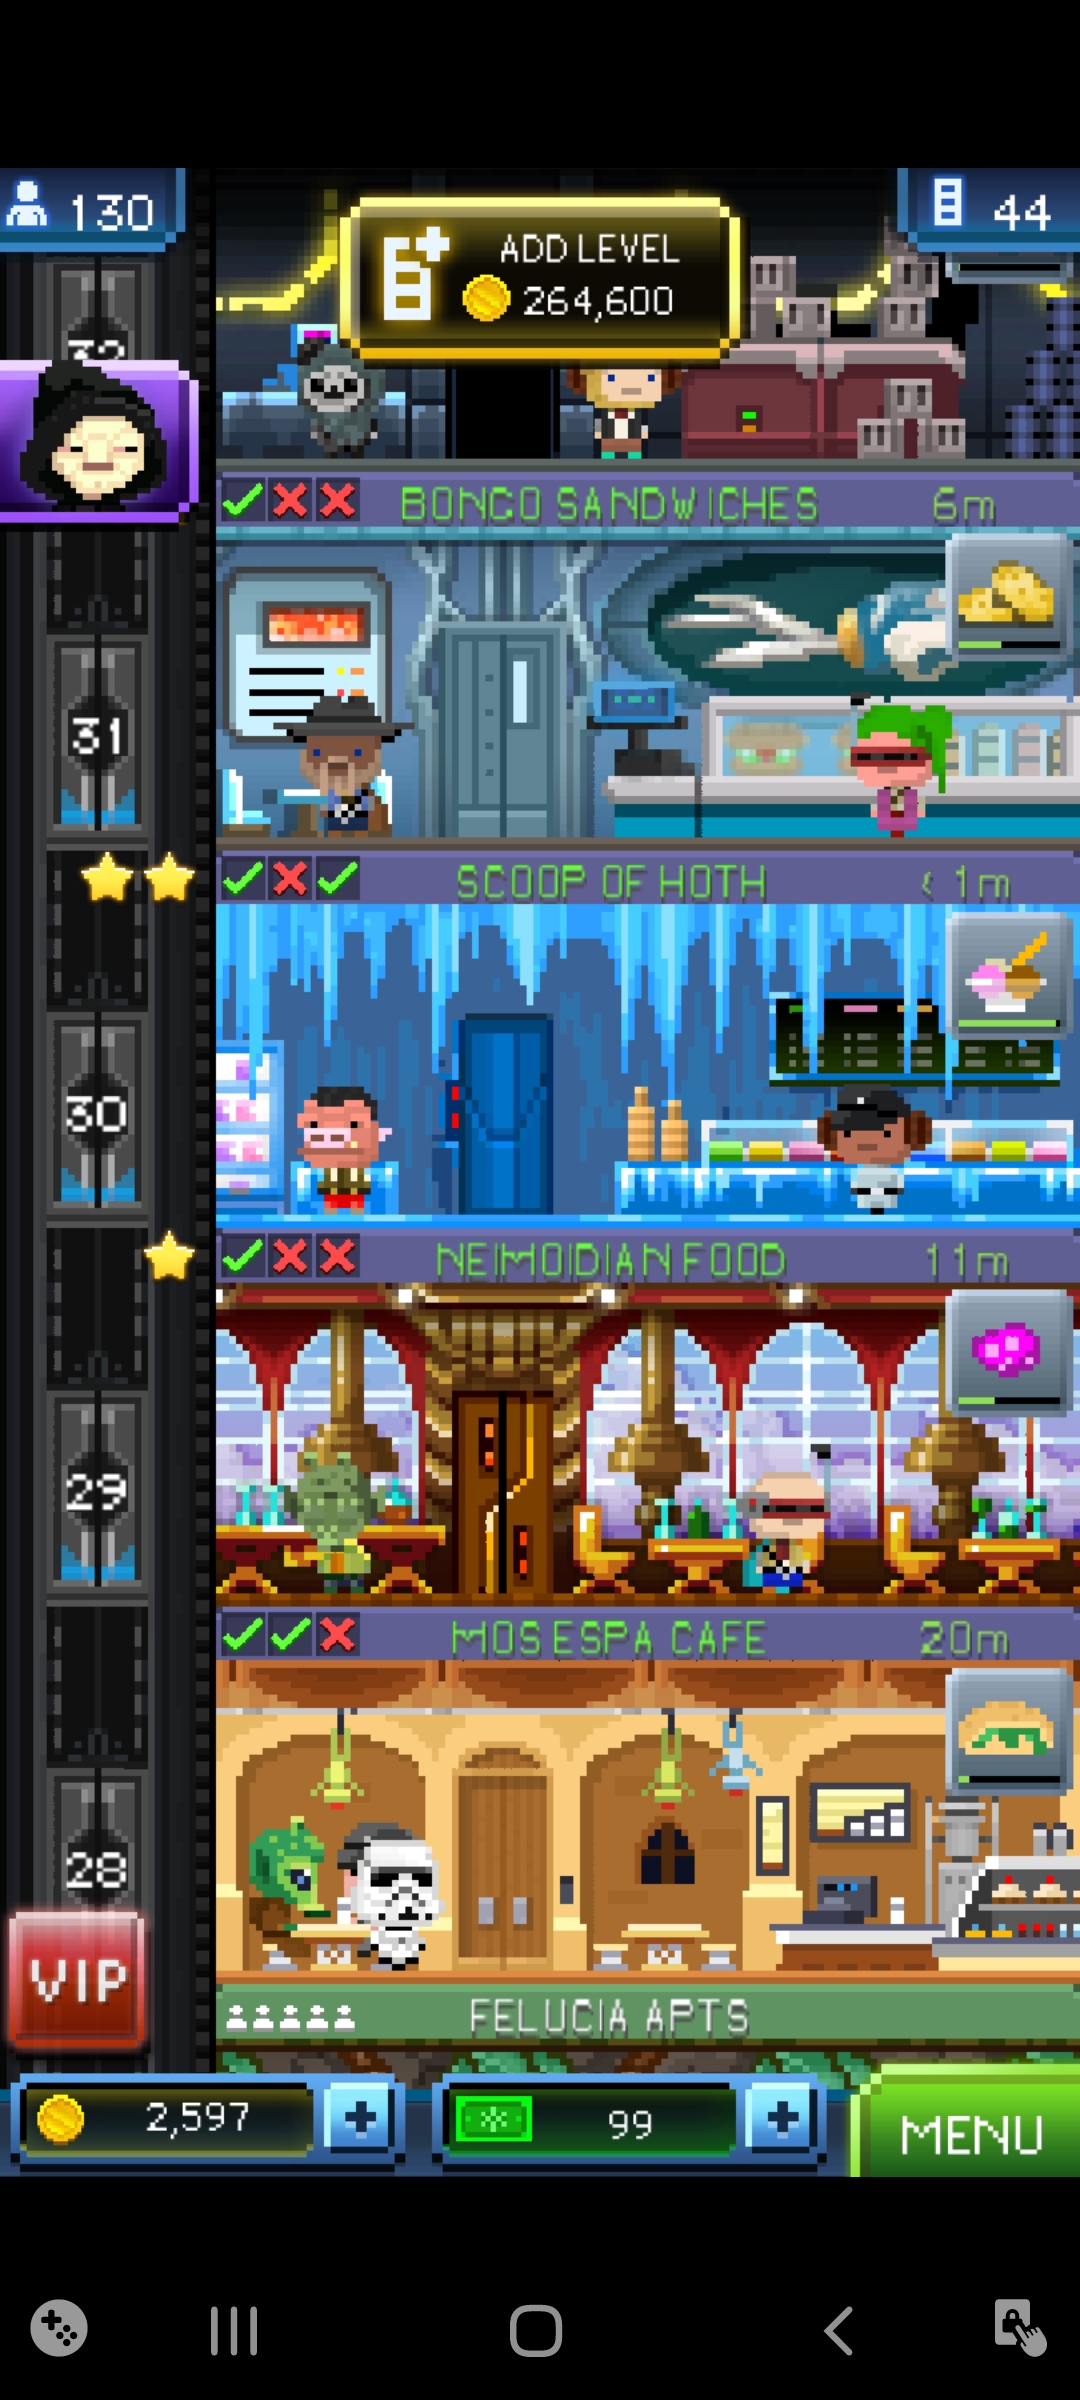 130
44
ADD LEVEL
264,600
32
BONGO SANDWICHES 6m
31
SCOOP OF HOTH < 1m
30
NEIMOIDIAN FOOD 11m
29
MOS ESPA CAFE 20m
28
VIP
FELUCIA APTS
2,597
99
MENU